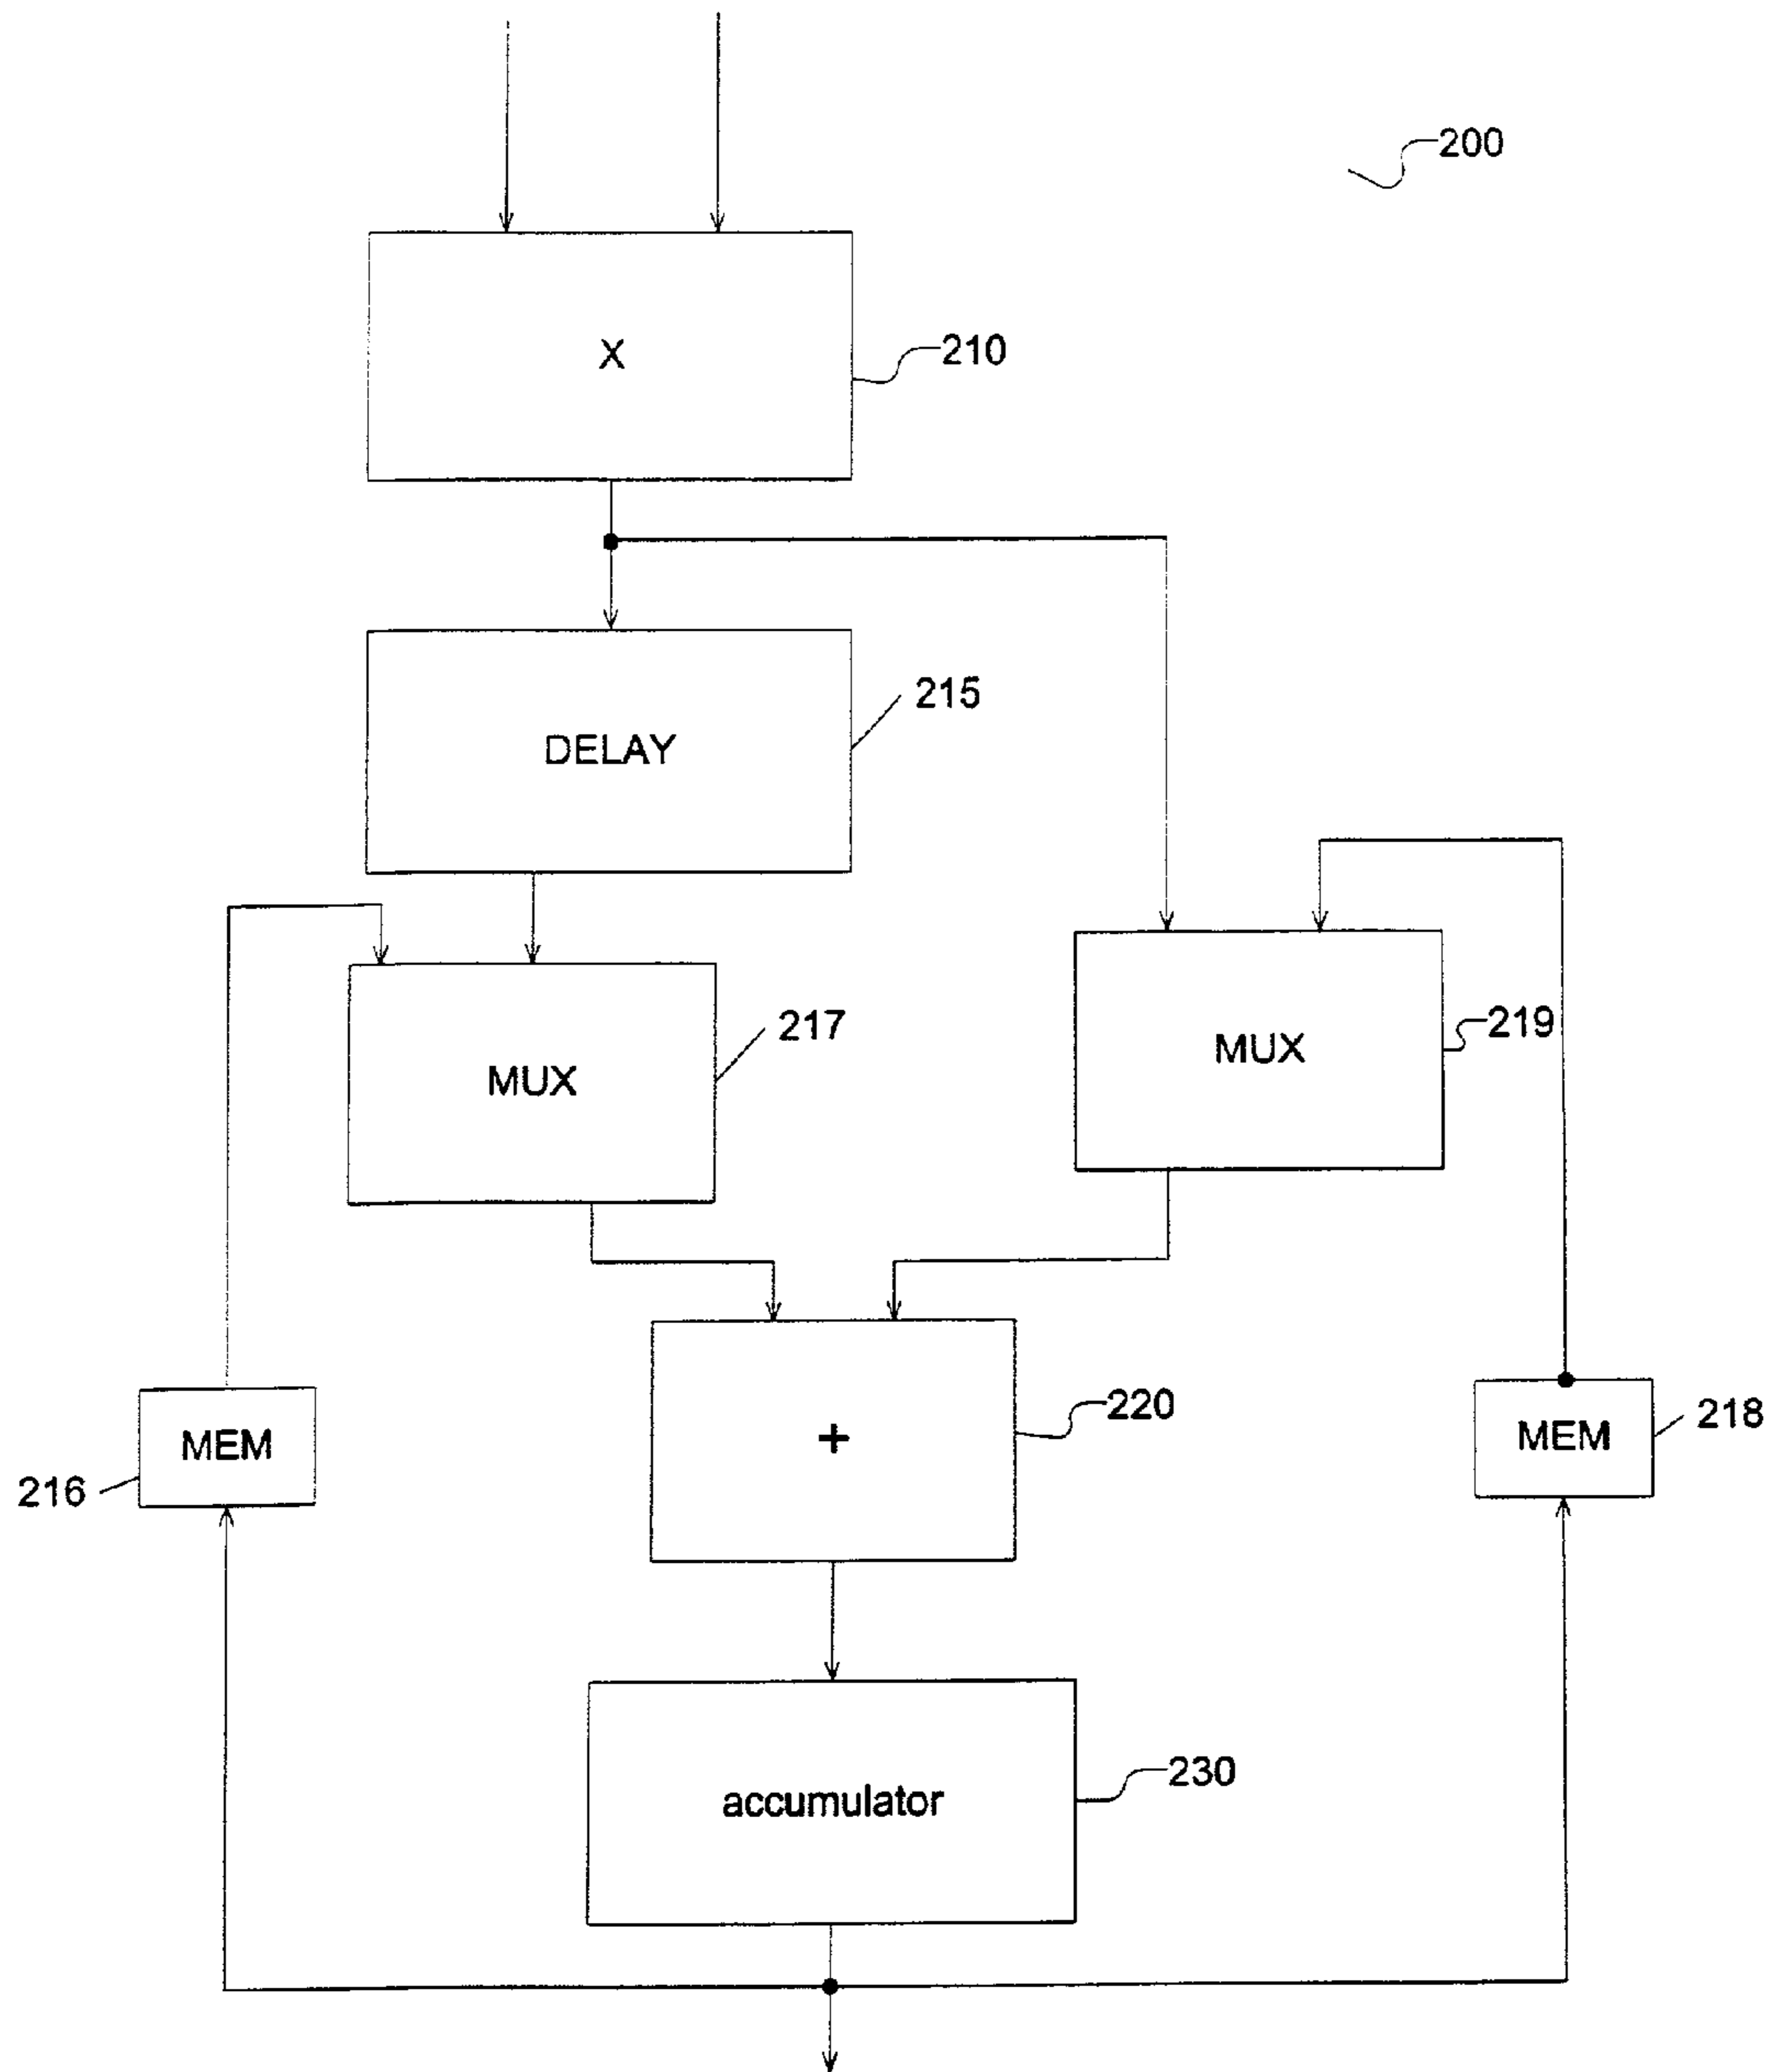 200
X
210
215
DELAY
217
MUX
219
MUX
220
+
MEM
216
218
MEM
230
accumulator